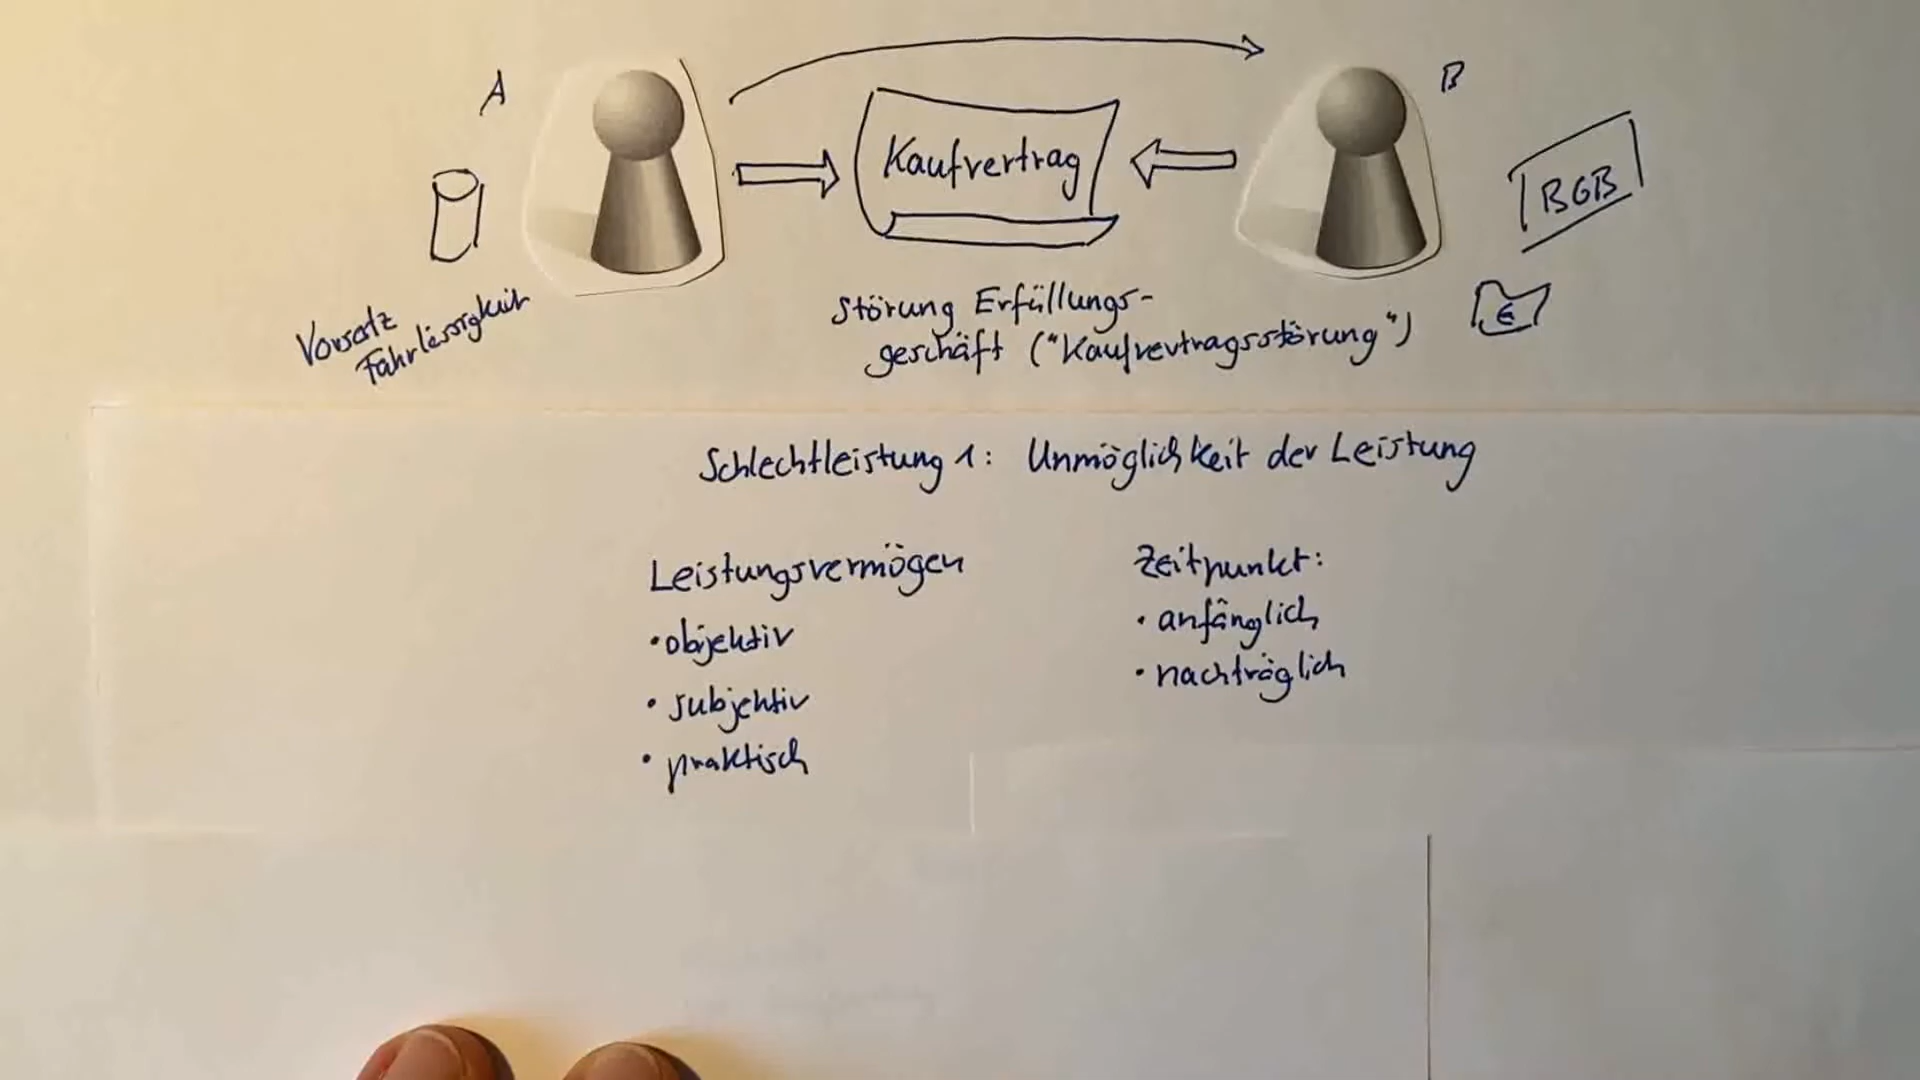 A
B
Kaufvertrag
BGB
Vorsatz
Fahrlässigkeit
Störung Erfüllungs-
geschäft ("Kaufvertragsstörung")
€
Schlechtleistung 1: Unmöglichkeit der Leistung
Leistungsvermögen
• objektiv
• subjektiv
• praktisch
Zeitpunkt:
• anfänglich
• nachträglich